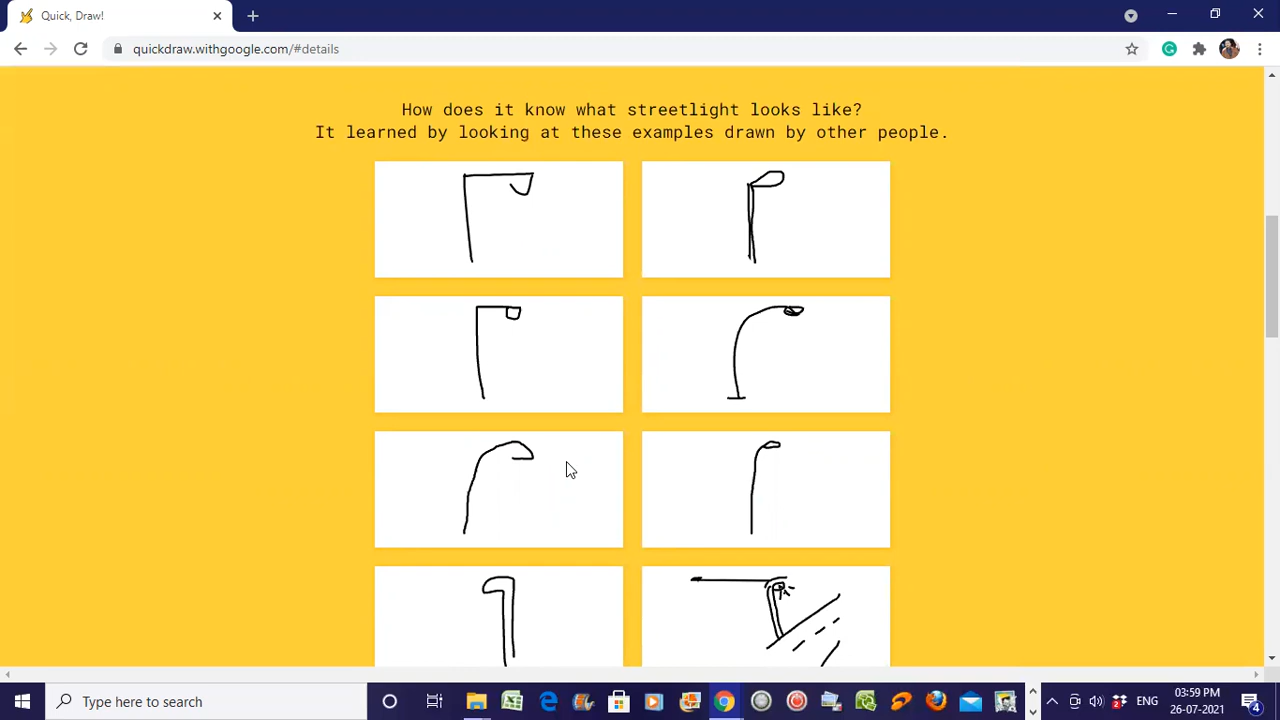 Quick, Draw!
quickdraw.withgoogle.com/#details
How does it know what streetlight looks like?
It learned by looking at these examples drawn by other people.
Type here to search
ENG
03:59 PM
26-07-2021
4